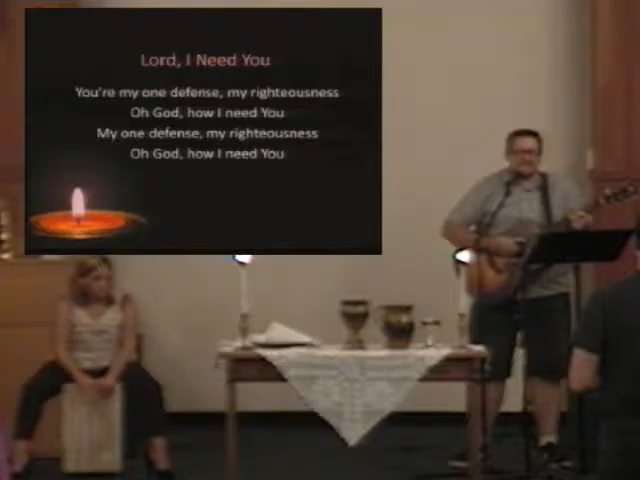 Lord, I Need You
You're my one defense, my righteousness
Oh God, how I need You
My one defense, my righteousness
Oh God, how I need You